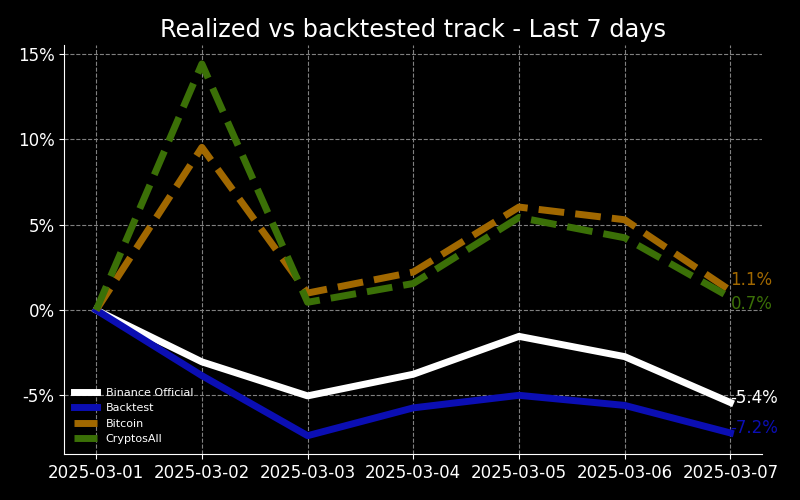 Realized vs backtested track - Last 7 days
15%
10%
5%
0%
-5%
1.1%
0.7%
-5.4%
-7.2%
Binance Official
Backtest
Bitcoin
CryptosAll
2025-03-01 2025-03-02 2025-03-03 2025-03-04 2025-03-05 2025-03-06 2025-03-07